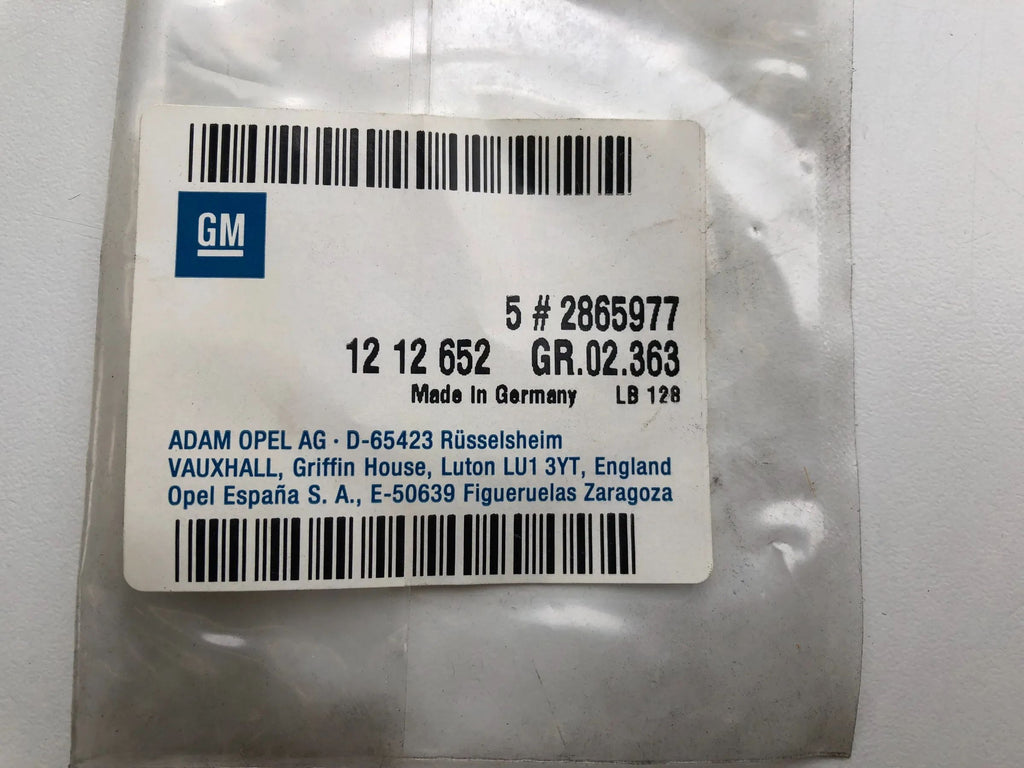 GM
5 # 2865977
12 12 652 GR.02.363
Made in Germany LB 128
ADAM OPEL AG · D-65423 Rüsselsheim
VAUXHALL, Griffin House, Luton LU1 3YT, England
Opel España S. A., E-50639 Figueruelas Zaragoza